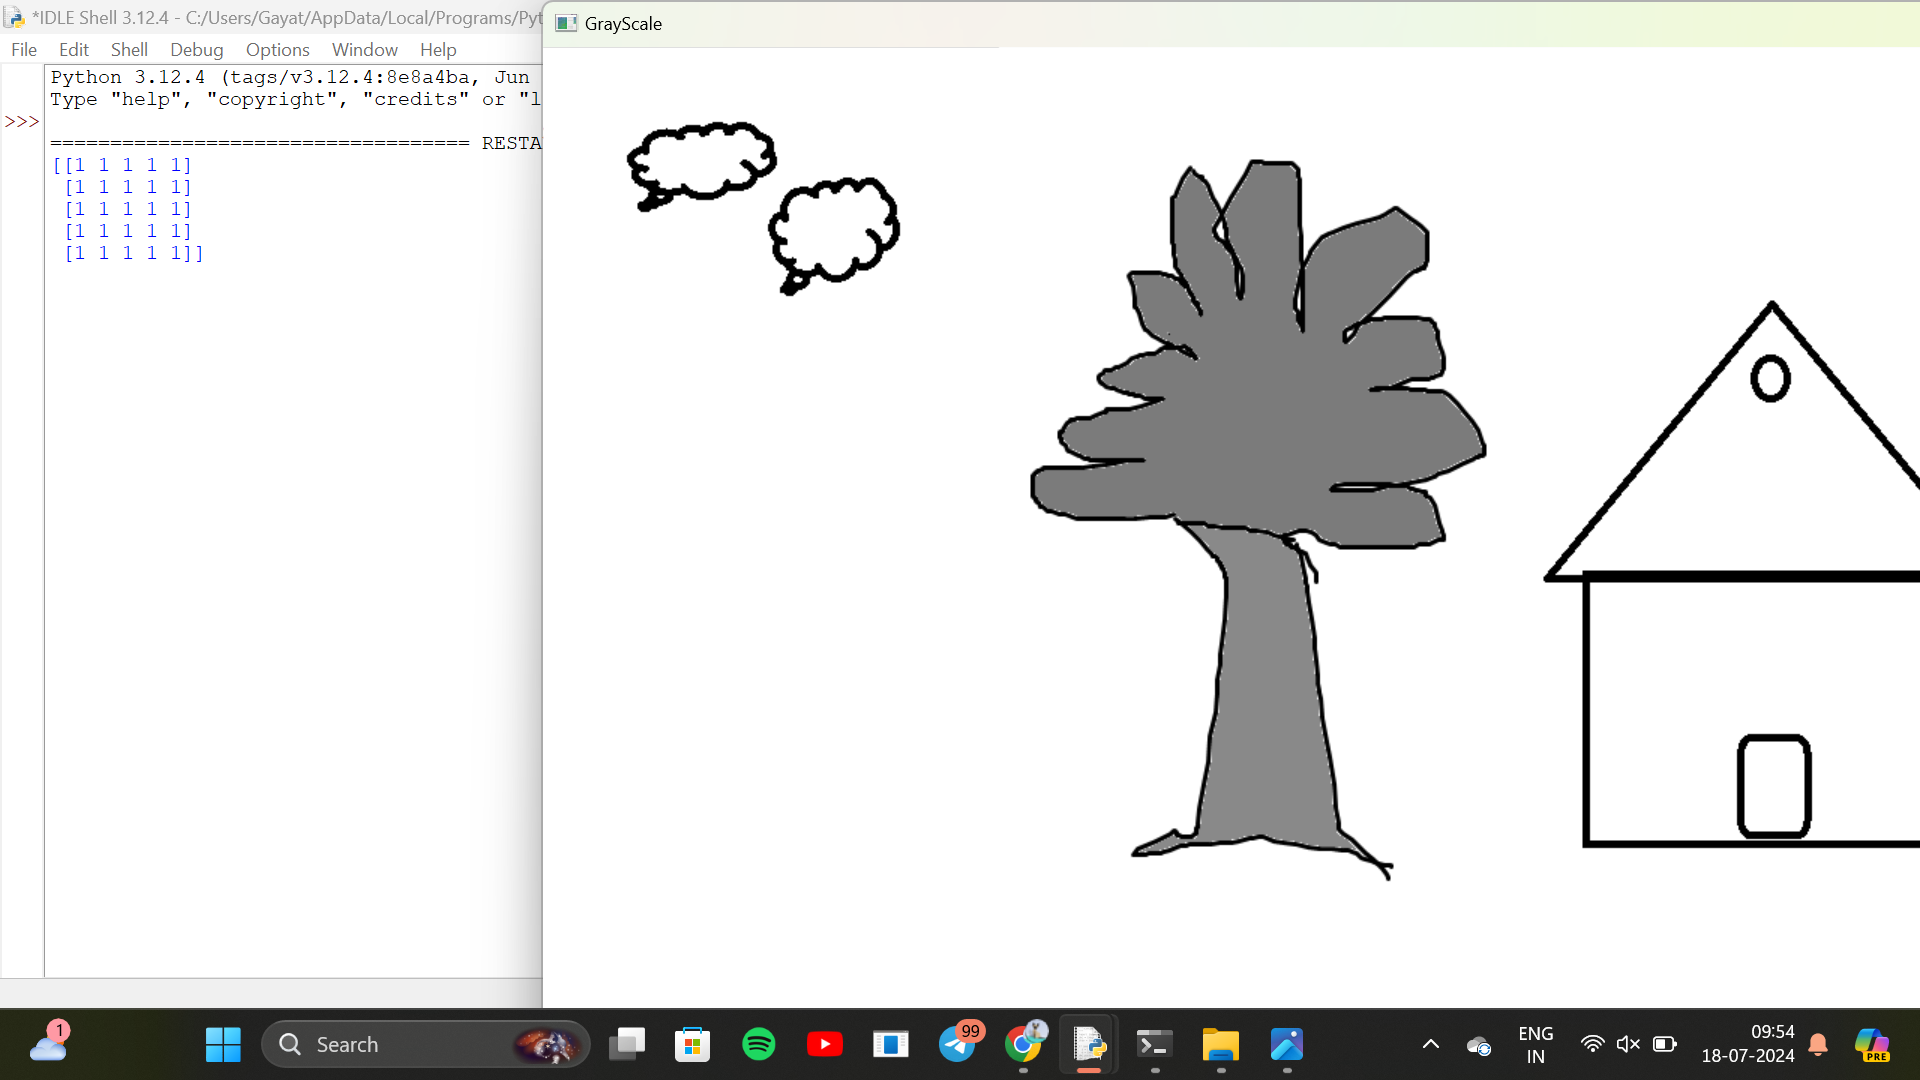 *IDLE Shell 3.12.4 - C:/Users/Gayat/AppData/Local/Programs/Pyt
File Edit Shell Debug Options Window Help
Python 3.12.4 (tags/v3.12.4:8e8a4ba, Jun
Type "help", "copyright", "credits" or "l
>>>
=================================== RESTA
[[1 1 1 1 1]
[1 1 1 1 1]
[1 1 1 1 1]
[1 1 1 1 1]
[1 1 1 1 1]]
GrayScale
1
Search
99
ENG
IN
09:54
18-07-2024
PRE